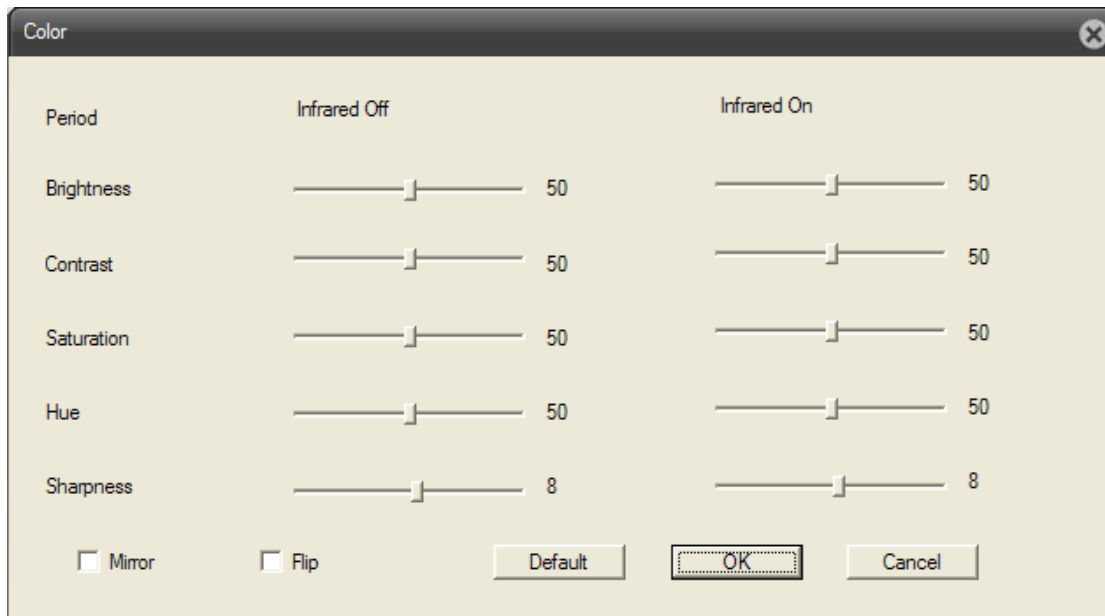 Color
Period Infrared Off Infrared On
Brightness 50 50
Contrast 50 50
Saturation 50 50
Hue 50 50
Sharpness 8 8
Mirror Flip Default OK Cancel